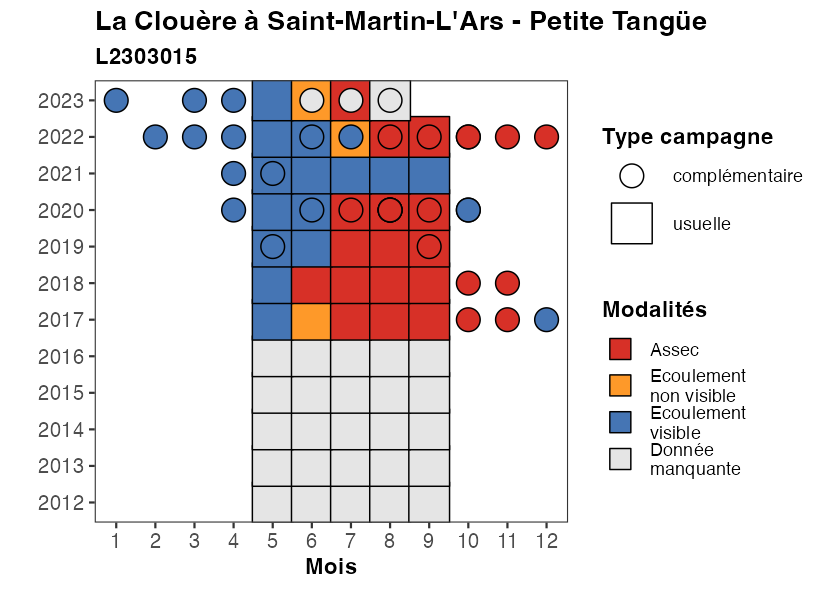 La Clouère à Saint-Martin-L'Ars - Petite Tangüe
L2303015
2023
2022
2021
2020
2019
2018
2017
2016
2015
2014
2013
2012
1 2 3 4 5 6 7 8 9 10 11 12
Mois
Type campagne
complémentaire
usuelle
Modalités
Assec
Ecoulement
non visible
Ecoulement
visible
Donnée
manquante